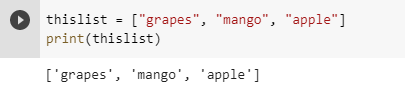 thislist = ["grapes", "mango", "apple"]
print(thislist)
['grapes', 'mango', 'apple']